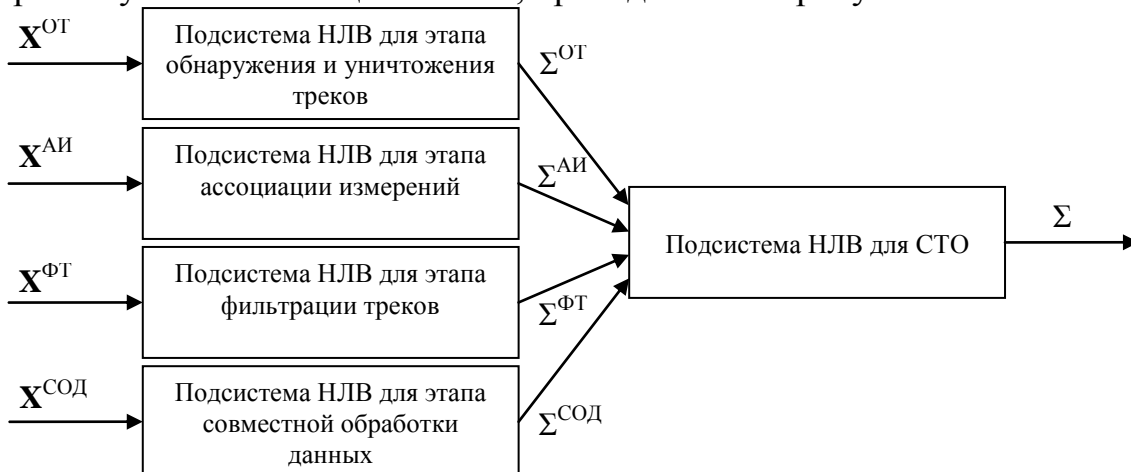 X^ОТ
Подсистема НЛВ для этапа
обнаружения и уничтожения
треков
Σ^ОТ
X^АИ
Подсистема НЛВ для этапа
ассоциации измерений
Σ^АИ
Подсистема НЛВ для СТО
Σ
X^ФТ
Подсистема НЛВ для этапа
фильтрации треков
Σ^ФТ
X^СОД
Подсистема НЛВ для этапа
совместной обработки
данных
Σ^СОД